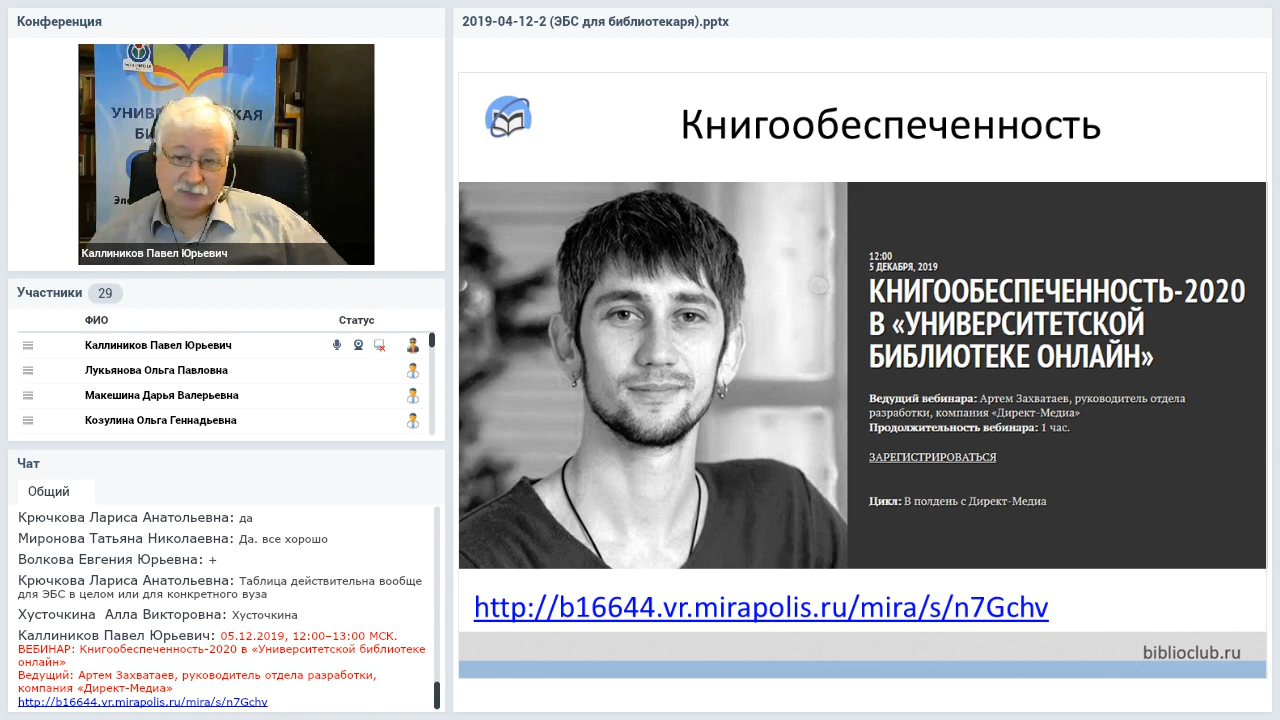 Конференция
УНИВ
КАЯ
БИ
А
Эле
Каллиников Павел Юрьевич
Участники 29
ФИО Статус
Каллиников Павел Юрьевич
Лукьянова Ольга Павловна
Макешина Дарья Валерьевна
Козулина Ольга Геннадьевна
Чат
Общий
Крючкова Лариса Анатольевна: да
Миронова Татьяна Николаевна: Да. все хорошо
Волкова Евгения Юрьевна: +
Крючкова Лариса Анатольевна: Таблица действительна вообще
для ЭБС в целом или для конкретного вуза
Хусточкина Алла Викторовна: Хусточкина
Каллиников Павел Юрьевич: 05.12.2019, 12:00–13:00 МСК.
ВЕБИНАР: Книгообеспеченность-2020 в «Университетской библиотеке
онлайн»
Ведущий: Артем Захватаев, руководитель отдела разработки,
компания «Директ-Медиа»
http://b16644.vr.mirapolis.ru/mira/s/n7Gchv
2019-04-12-2 (ЭБС для библиотекаря).pptx
Книгообеспеченность
12:00
5 ДЕКАБРЯ, 2019
КНИГООБЕСПЕЧЕННОСТЬ-2020
В «УНИВЕРСИТЕТСКОЙ
БИБЛИОТЕКЕ ОНЛАЙН»
Ведущий вебинара: Артем Захватаев, руководитель отдела
разработки, компания «Директ-Медиа»
Продолжительность вебинара: 1 час.
ЗАРЕГИСТРИРОВАТЬСЯ
Цикл: В полдень с Директ-Медиа
http://b16644.vr.mirapolis.ru/mira/s/n7Gchv
biblioclub.ru